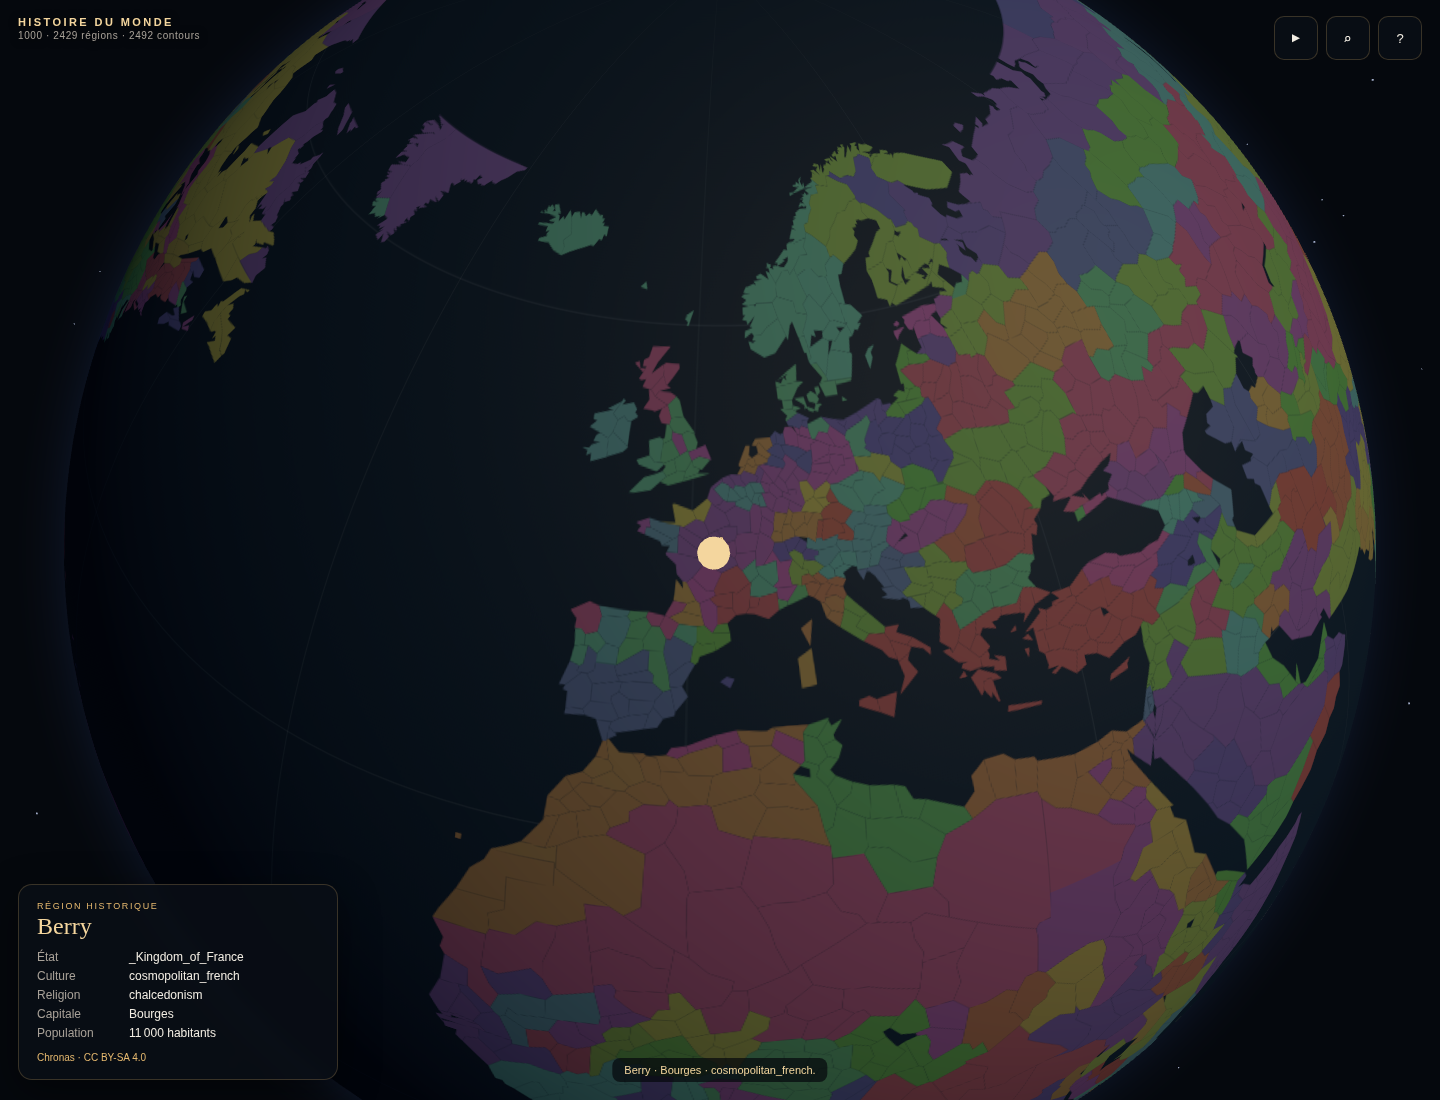 HISTOIRE DU MONDE
1000 · 2429 régions · 2492 contours
?
RÉGION HISTORIQUE
Berry
État _Kingdom_of_France
Culture cosmopolitan_french
Religion chalcedonism
Capitale Bourges
Population 11 000 habitants
Chronas · CC BY-SA 4.0
Berry · Bourges · cosmopolitan_french.